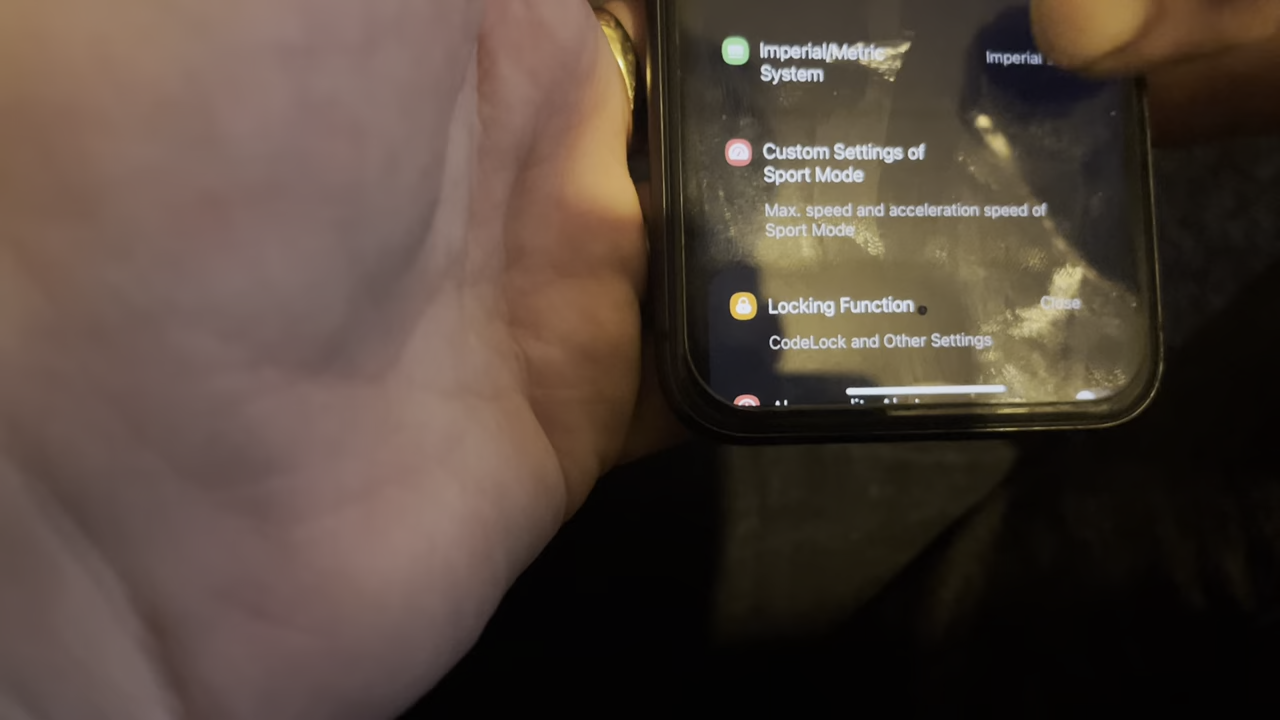 Imperial/Metric
System
Imperial
Custom Settings of
Sport Mode
Max. speed and acceleration speed of
Sport Mode
Locking Function
Close
CodeLock and Other Settings